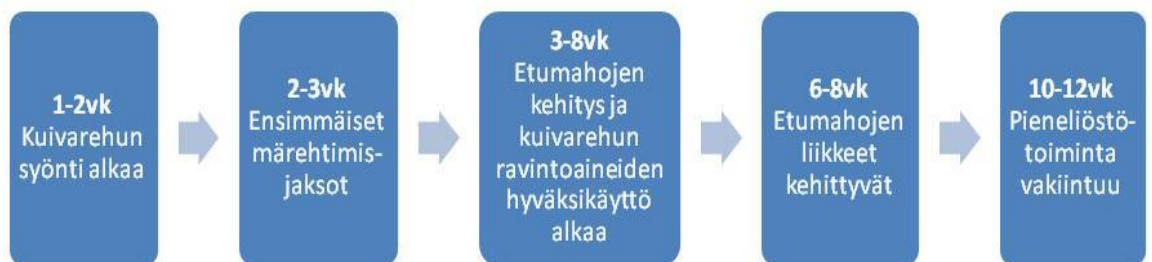 1-2vk
Kuivarehun
syönti alkaa
2-3vk
Ensimmäiset
märehtimis-
jaksot
3-8vk
Etumahojen
kehitys ja
kuivarehun
ravintoaineiden
hyväksikäyttö
alkaa
6-8vk
Etumahojen
liikkeet
kehittyvät
10-12vk
Pieneliöstö-
toiminta
vakiintuu